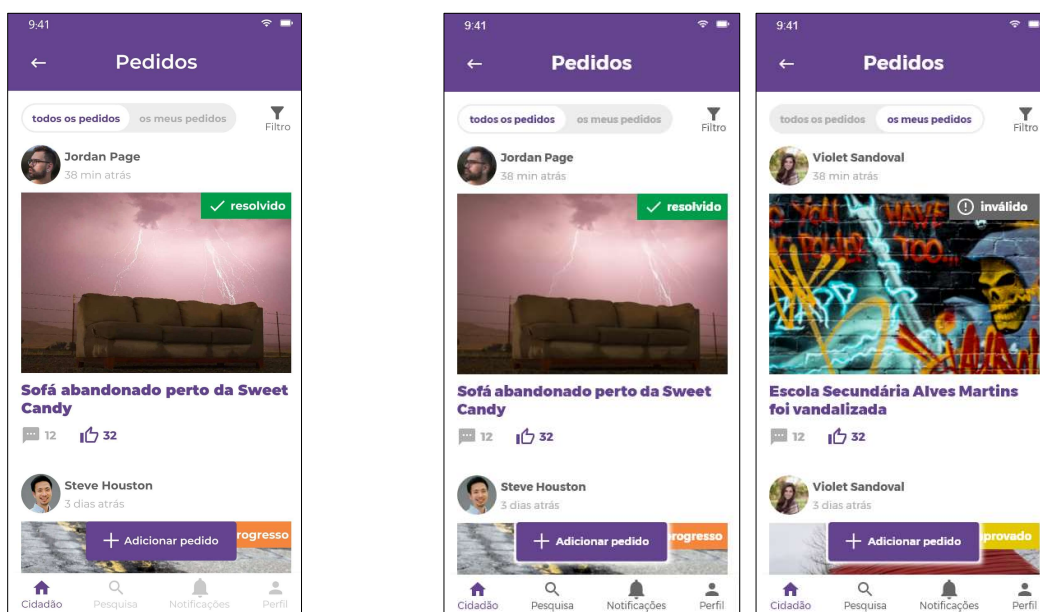 9:41
Pedidos
todos os pedidos os meus pedidos Filtro
Jordan Page
38 min atrás
resolvido
Sofá abandonado perto da Sweet
Candy
12 32
Steve Houston
3 dias atrás
rogresso
Adicionar pedido
Cidadão Pesquisa Notificações Perfil
9:41
Pedidos
todos os pedidos os meus pedidos Filtro
Jordan Page
38 min atrás
resolvido
Sofá abandonado perto da Sweet
Candy
12 32
Steve Houston
3 dias atrás
rogresso
Adicionar pedido
Cidadão Pesquisa Notificações Perfil
9:41
Pedidos
todos os pedidos os meus pedidos Filtro
Violet Sandoval
38 min atrás
inválido
YOU HAVE
TOO...
Escola Secundária Alves Martins
foi vandalizada
12 32
Violet Sandoval
3 dias atrás
provado
Adicionar pedido
Cidadão Pesquisa Notificações Perfil